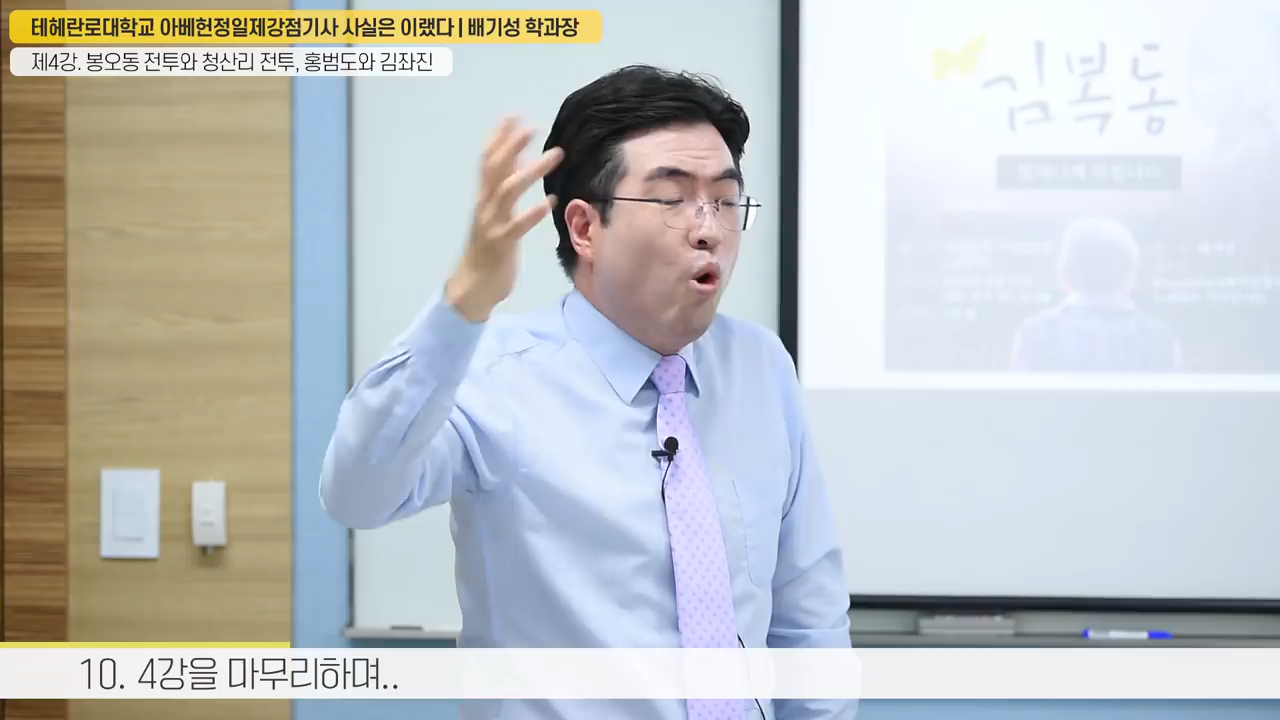 테헤란로대학교 아베헌정일제강점기사 사실은 이랬다 | 배기성 학과장
제4강. 봉오동 전투와 청산리 전투, 홍범도와 김좌진
김복동
10. 4강을 마무리하며..